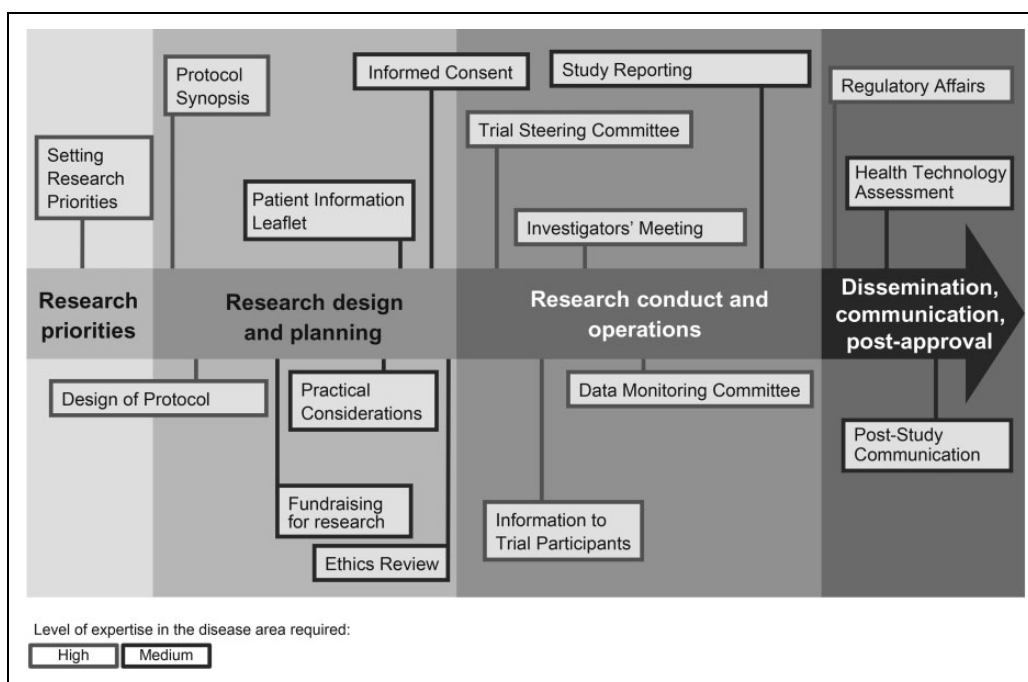 Protocol
Synopsis
Informed Consent
Study Reporting
Regulatory Affairs
Trial Steering Committee
Setting
Research
Priorities
Patient Information
Leaflet
Health Technology
Assessment
Investigators’ Meeting
Research
priorities
Research design
and planning
Research conduct and
operations
Dissemination,
communication,
post-approval
Design of Protocol
Practical
Considerations
Data Monitoring Committee
Post-Study
Communication
Fundraising
for research
Information to
Trial Participants
Ethics Review
Level of expertise in the disease area required:
High
Medium